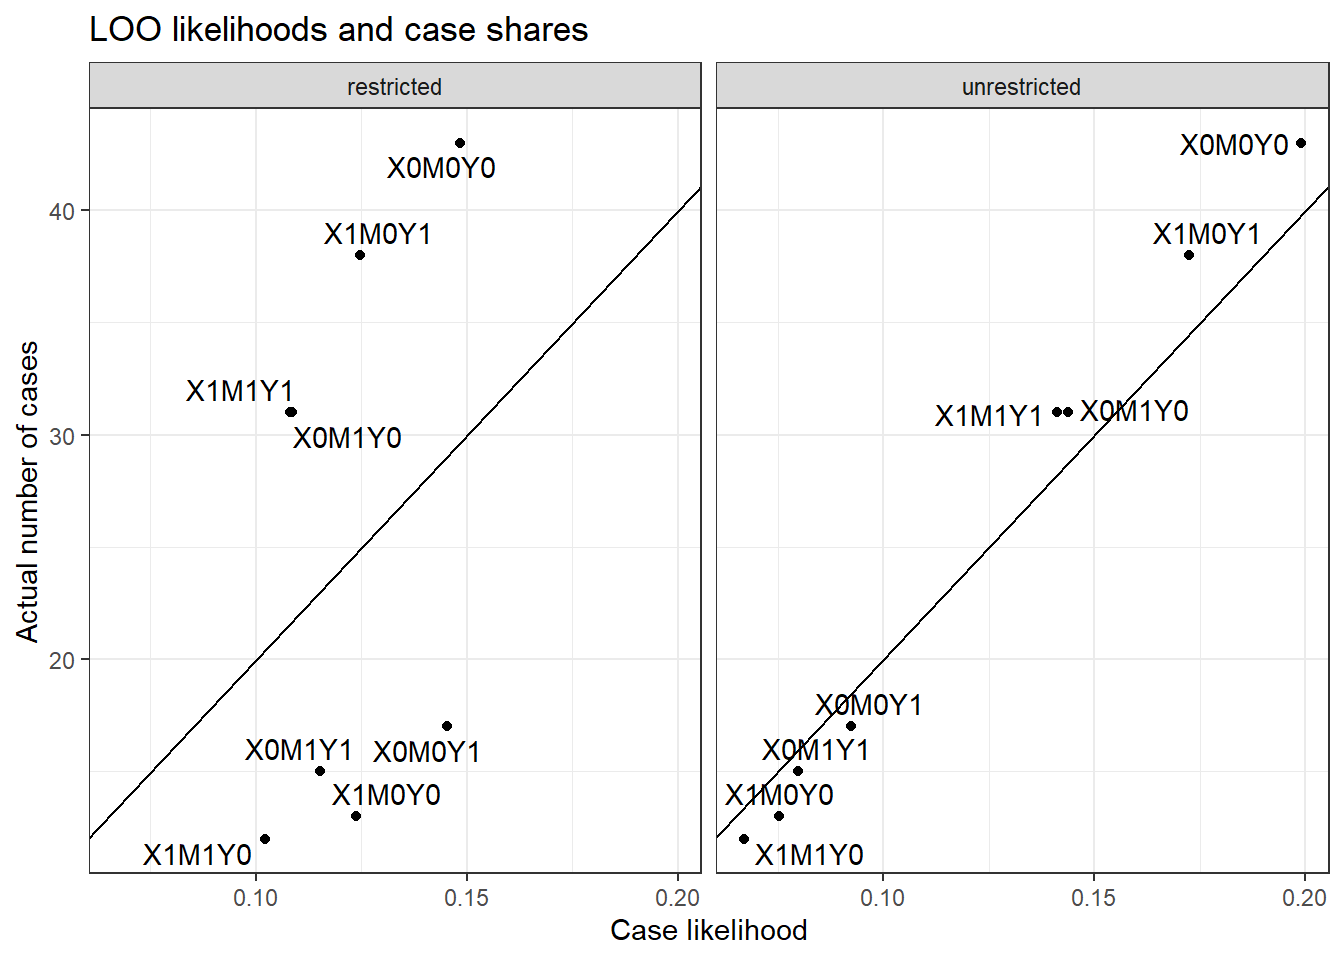 LOO likelihoods and case shares
restricted
unrestricted
Actual number of cases
40
30
20
X0M0Y0
X1M0Y1
X1M1Y1
X0M1Y0
X0M1Y1
X0M0Y1
X1M0Y0
X1M1Y0
X0M0Y0
X1M0Y1
X1M1Y1
X0M1Y0
X0M0Y1
X0M1Y1
X1M0Y0
X1M1Y0
0.10
0.15
0.20
0.10
0.15
0.20
Case likelihood